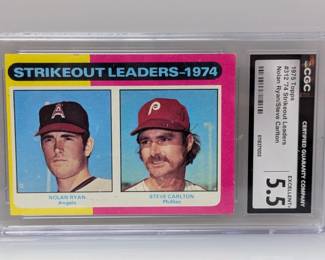 STRIKEOUT LEADERS-1974
A
P
NOLAN RYAN
Angels
STEVE CARLTON
Phillies
CGC
1975 Topps
#312 '74 Strikeout Leaders
Nolan Ryan/Steve Carlton
CERTIFIED GUARANTY COMPANY
EXCELLENT+
5.5